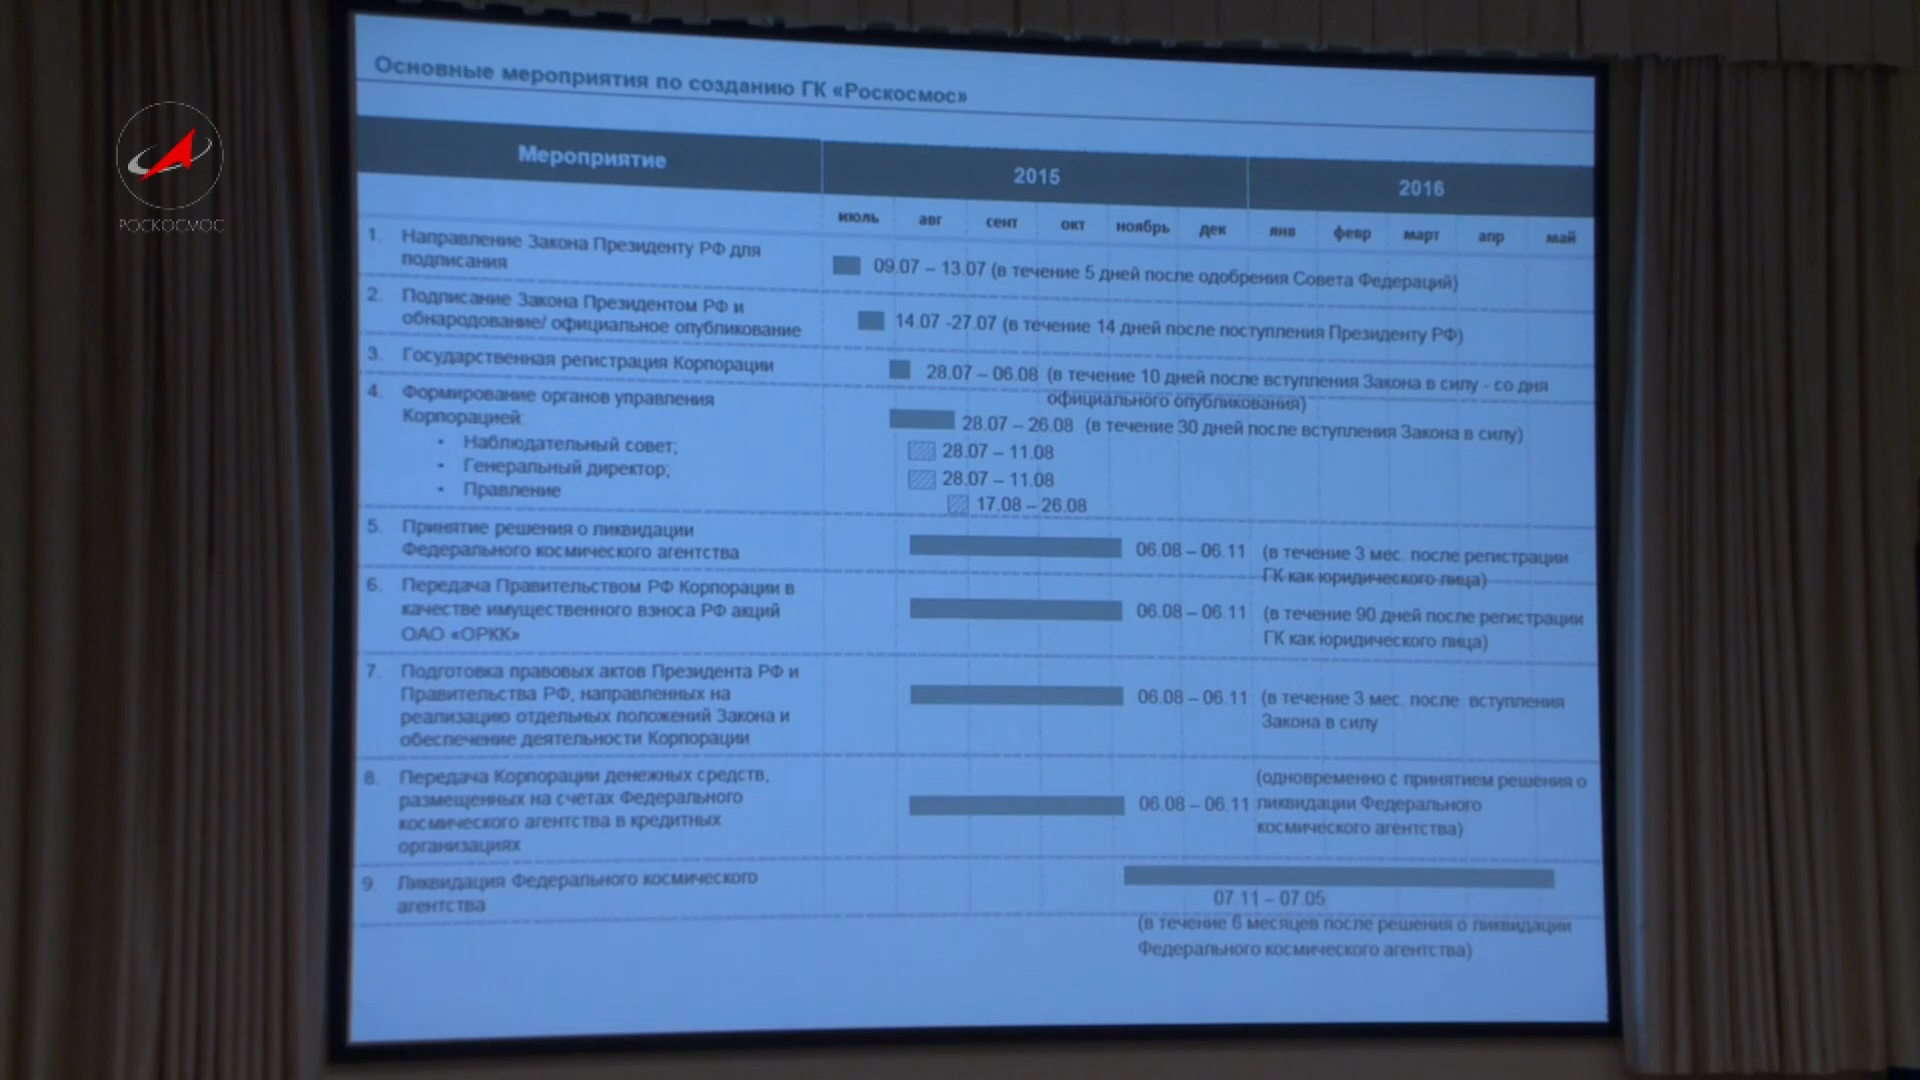 РОСКОСМОС
Основные мероприятия по созданию ГК «Роскосмос»
Мероприятие
2015
2016
июль авг сент окт ноябрь дек янв февр март апр май
1. Направление Закона Президенту РФ для
подписания
09.07 – 13.07 (в течение 5 дней после одобрения Совета Федераций)
2. Подписание Закона Президентом РФ и
обнародование/ официальное опубликование
14.07 -27.07 (в течение 14 дней после поступления Президенту РФ)
3. Государственная регистрация Корпорации
28.07 – 06.08 (в течение 10 дней после вступления Закона в силу - со дня
официального опубликования)
4. Формирование органов управления
Корпорацией:
28.07 – 26.08 (в течение 30 дней после вступления Закона в силу)
• Наблюдательный совет;
28.07 – 11.08
• Генеральный директор;
28.07 – 11.08
• Правление
17.08 – 26.08
5. Принятие решения о ликвидации
Федерального космического агентства
06.08 – 06.11 (в течение 3 мес. после регистрации
ГК как юридического лица)
6. Передача Правительством РФ Корпорации в
качестве имущественного взноса РФ акций
ОАО «ОРКК»
06.08 – 06.11 (в течение 90 дней после регистрации
ГК как юридического лица)
7. Подготовка правовых актов Президента РФ и
Правительства РФ, направленных на
реализацию отдельных положений Закона и
обеспечение деятельности Корпорации
06.08 – 06.11 (в течение 3 мес. после вступления
Закона в силу
8. Передача Корпорации денежных средств,
размещенных на счетах Федерального
космического агентства в кредитных
организациях
06.08 – 06.11 (одновременно с принятием решения о
ликвидации Федерального
космического агентства)
9. Ликвидация Федерального космического
агентства
07.11 – 07.05
(в течение 6 месяцев после решения о ликвидации
Федерального космического агентства)